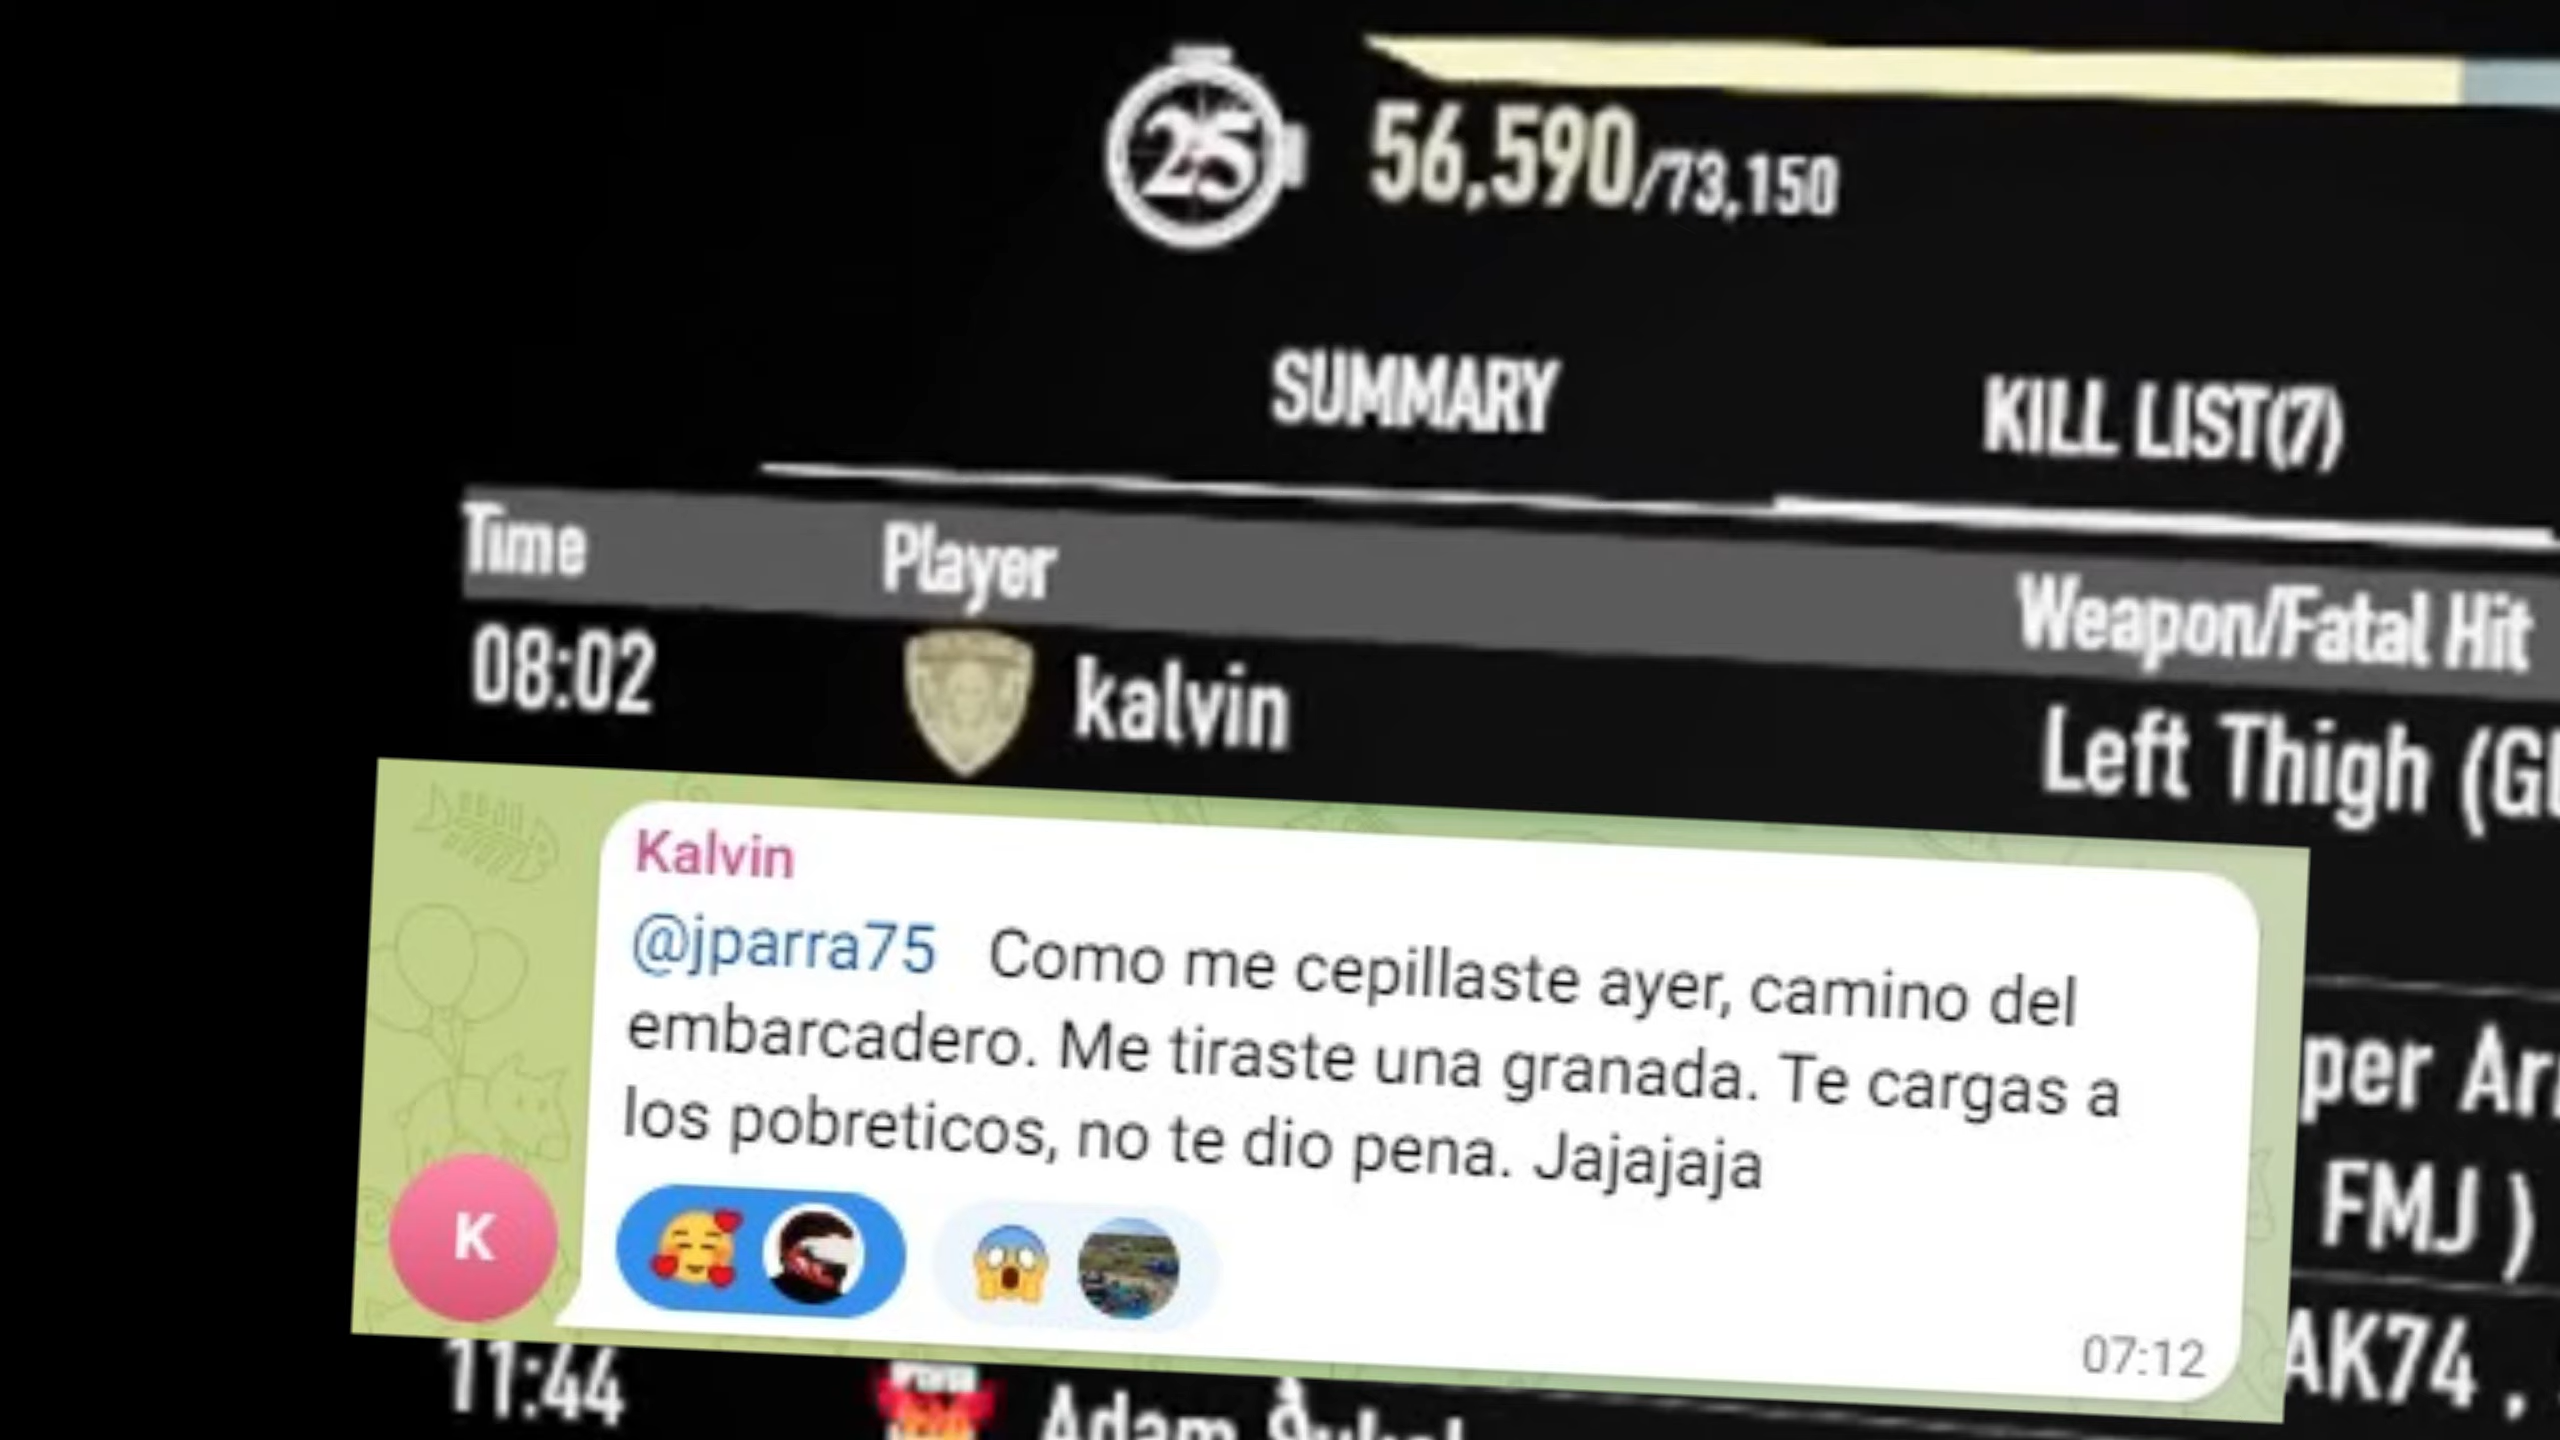 25
56,590/73,150
SUMMARY
KILL LIST(7)
Time Player Weapon/Fatal Hit
08:02 kalvin Left Thigh
Kalvin
@jparra75 Como me cepillaste ayer, camino del
embarcadero. Me tiraste una granada. Te cargas a
los pobreticos, no te dio pena. Jajajaja
K
07:12
FMJ )
AK74 ,
11:44 Adam